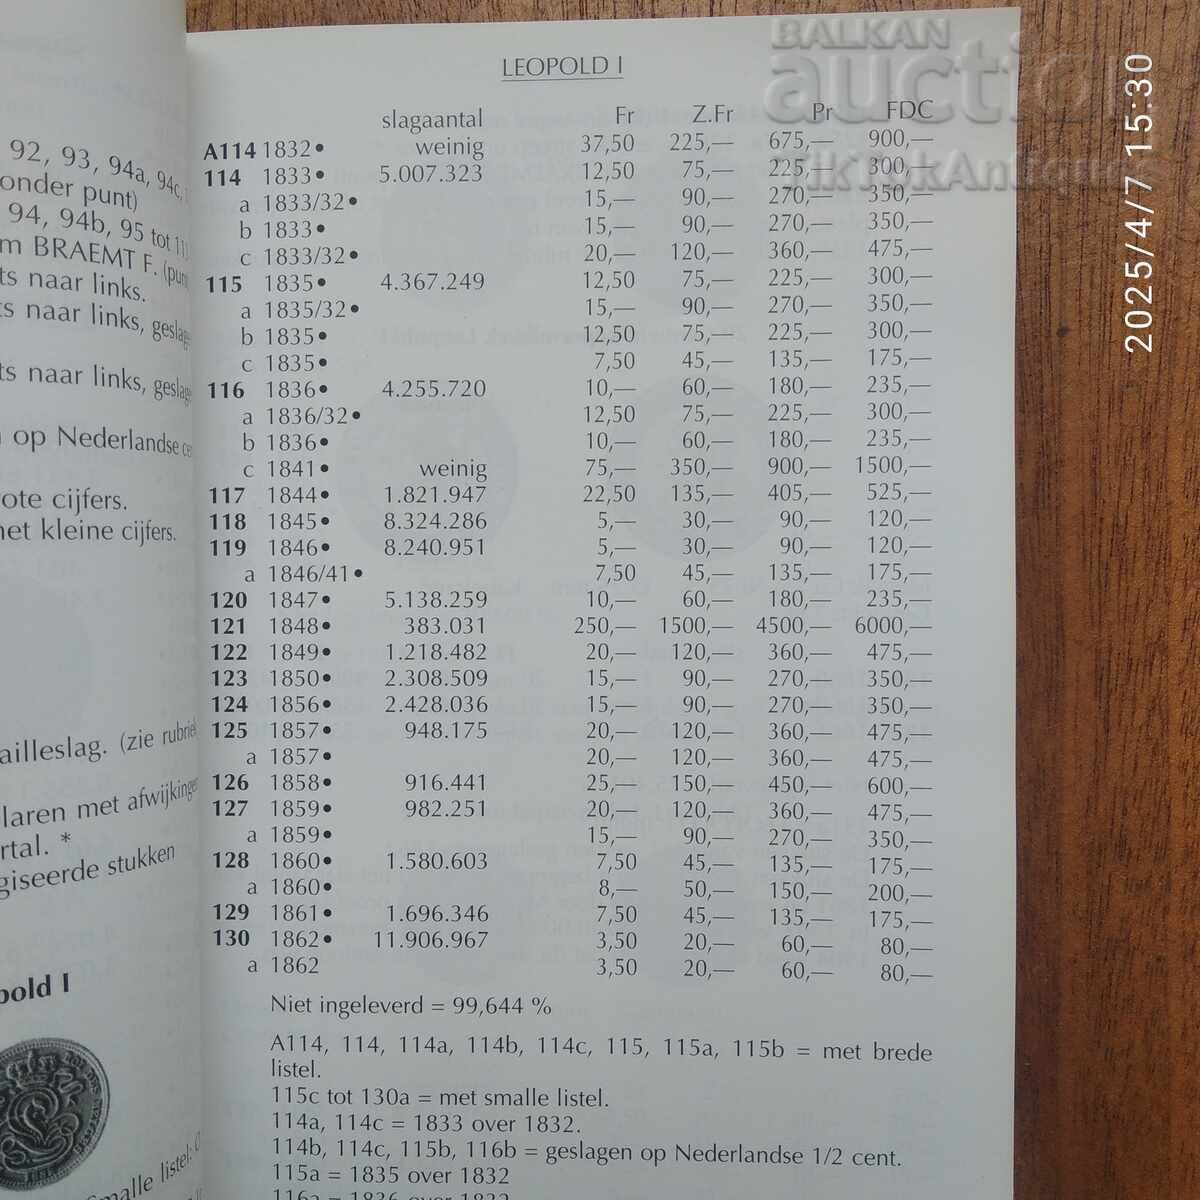 BALKAN
auction
TikTokAntique
2025/4/7 15:30
92, 93, 94a, 94c,
onder punt)
94, 94b, 95 tot
m BRAEMT F. (punt
ts naar links.
ts naar links, geslage
ts naar links, geslage
op Nederlandse ce
ote cijfers.
met kleine cijfers.
ailleslag. (zie rubriek
laren met afwijkingen
rtal. *
giseerde stukken
pold I
Smalle listel:
LEOPOLD I
slagaantal Fr Z.Fr Pr FDC
A114 1832• weinig 37,50 225,— 675,— 900,—
114 1833• 5.007.323 12,50 75,— 225,— 300,—
a 1833/32• 15,— 90,— 270,— 350,—
b 1833• 15,— 90,— 270,— 350,—
c 1833/32• 20,— 120,— 360,— 475,—
115 1835• 4.367.249 12,50 75,— 225,— 300,—
a 1835/32• 15,— 90,— 270,— 350,—
b 1835• 12,50 75,— 225,— 300,—
c 1835• 7,50 45,— 135,— 175,—
116 1836• 4.255.720 10,— 60,— 180,— 235,—
a 1836/32• 12,50 75,— 225,— 300,—
b 1836• 10,— 60,— 180,— 235,—
c 1841• weinig 75,— 350,— 900,— 1500,—
117 1844• 1.821.947 22,50 135,— 405,— 525,—
118 1845• 8.324.286 5,— 30,— 90,— 120,—
119 1846• 8.240.951 5,— 30,— 90,— 120,—
a 1846/41• 7,50 45,— 135,— 175,—
120 1847• 5.138.259 10,— 60,— 180,— 235,—
121 1848• 383.031 250,— 1500,— 4500,— 6000,—
122 1849• 1.218.482 20,— 120,— 360,— 475,—
123 1850• 2.308.509 15,— 90,— 270,— 350,—
124 1856• 2.428.036 15,— 90,— 270,— 350,—
125 1857• 948.175 20,— 120,— 360,— 475,—
a 1857• 20,— 120,— 360,— 475,—
126 1858• 916.441 25,— 150,— 450,— 600,—
127 1859• 982.251 20,— 120,— 360,— 475,—
a 1859• 15,— 90,— 270,— 350,—
128 1860• 1.580.603 7,50 45,— 135,— 175,—
a 1860• 8,— 50,— 150,— 200,—
129 1861• 1.696.346 7,50 45,— 135,— 175,—
130 1862• 11.906.967 3,50 20,— 60,— 80,—
a 1862 3,50 20,— 60,— 80,—
Niet ingeleverd = 99,644 %
A114, 114, 114a, 114b, 114c, 115, 115a, 115b = met brede
listel.
115c tot 130a = met smalle listel.
114a, 114c = 1833 over 1832.
114b, 114c, 115b, 116b = geslagen op Nederlandse 1/2 cent.
115a = 1835 over 1832
116a = 1836 over 1832